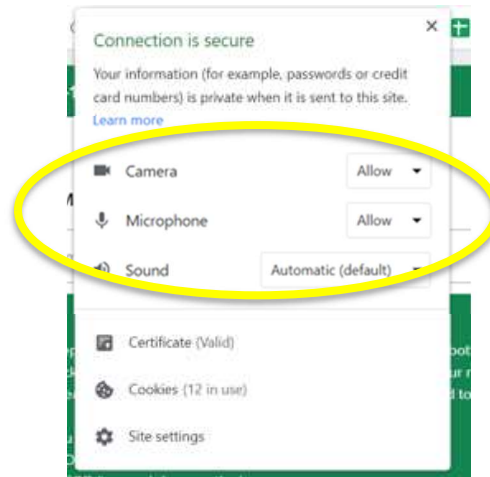 Connection is secure
Your information (for example, passwords or credit
card numbers) is private when it is sent to this site.
Learn more
Camera Allow
Microphone Allow
Sound Automatic (default)
Certificate (Valid)
Cookies (12 in use)
Site settings